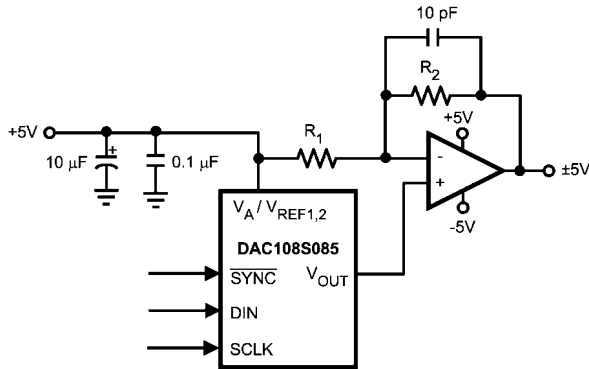 10 pF
R2
+5V
+5V
R1
10 µF
+
0.1 µF
-
+
±5V
-5V
VA / VREF1,2
DAC108S085
SYNC
VOUT
DIN
SCLK